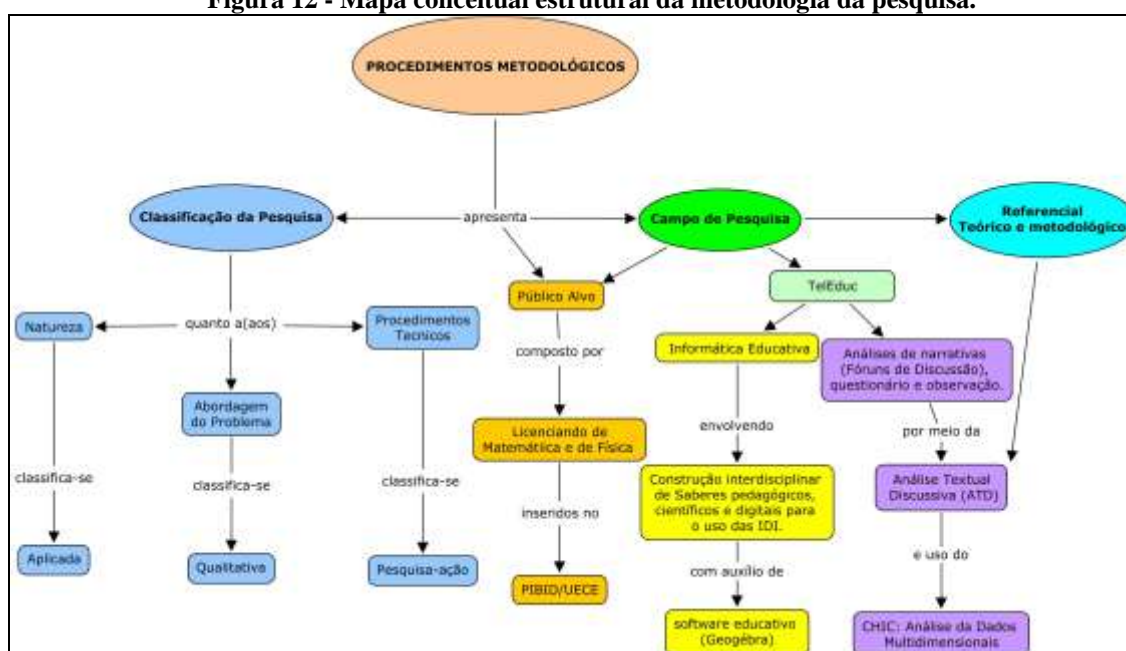 Figura 12 - Mapa conceitual estrutural da metodologia da pesquisa.
PROCEDIMENTOS METODOLÓGICOS
Classificação da Pesquisa
apresenta
Campo de Pesquisa
Referencial
Teórico e metodológico
Público Alvo
TelEduc
Natureza
quanto a(aos)
Procedimentos
Tecnicos
composto por
Informática Educativa
Análises de narrativas
(Fóruns de Discussão),
questionário e observação.
Abordagem
do Problema
Licenciando de
Matemátiica e de Física
envolvendo
por meio da
classifica-se
classifica-se
classifica-se
inseridos no
Construção interdisciplinar
de Saberes pedagógicos,
científicos e digitais para
o uso das IDI.
Análise Textual
Discussiva (ATD)
Aplicada
Qualitativa
Pesquisa-ação
PIBID/UECE
com auxílio de
e uso do
software educativo
(Geogébra)
CHIC: Análise da Dados
Multidimensionais